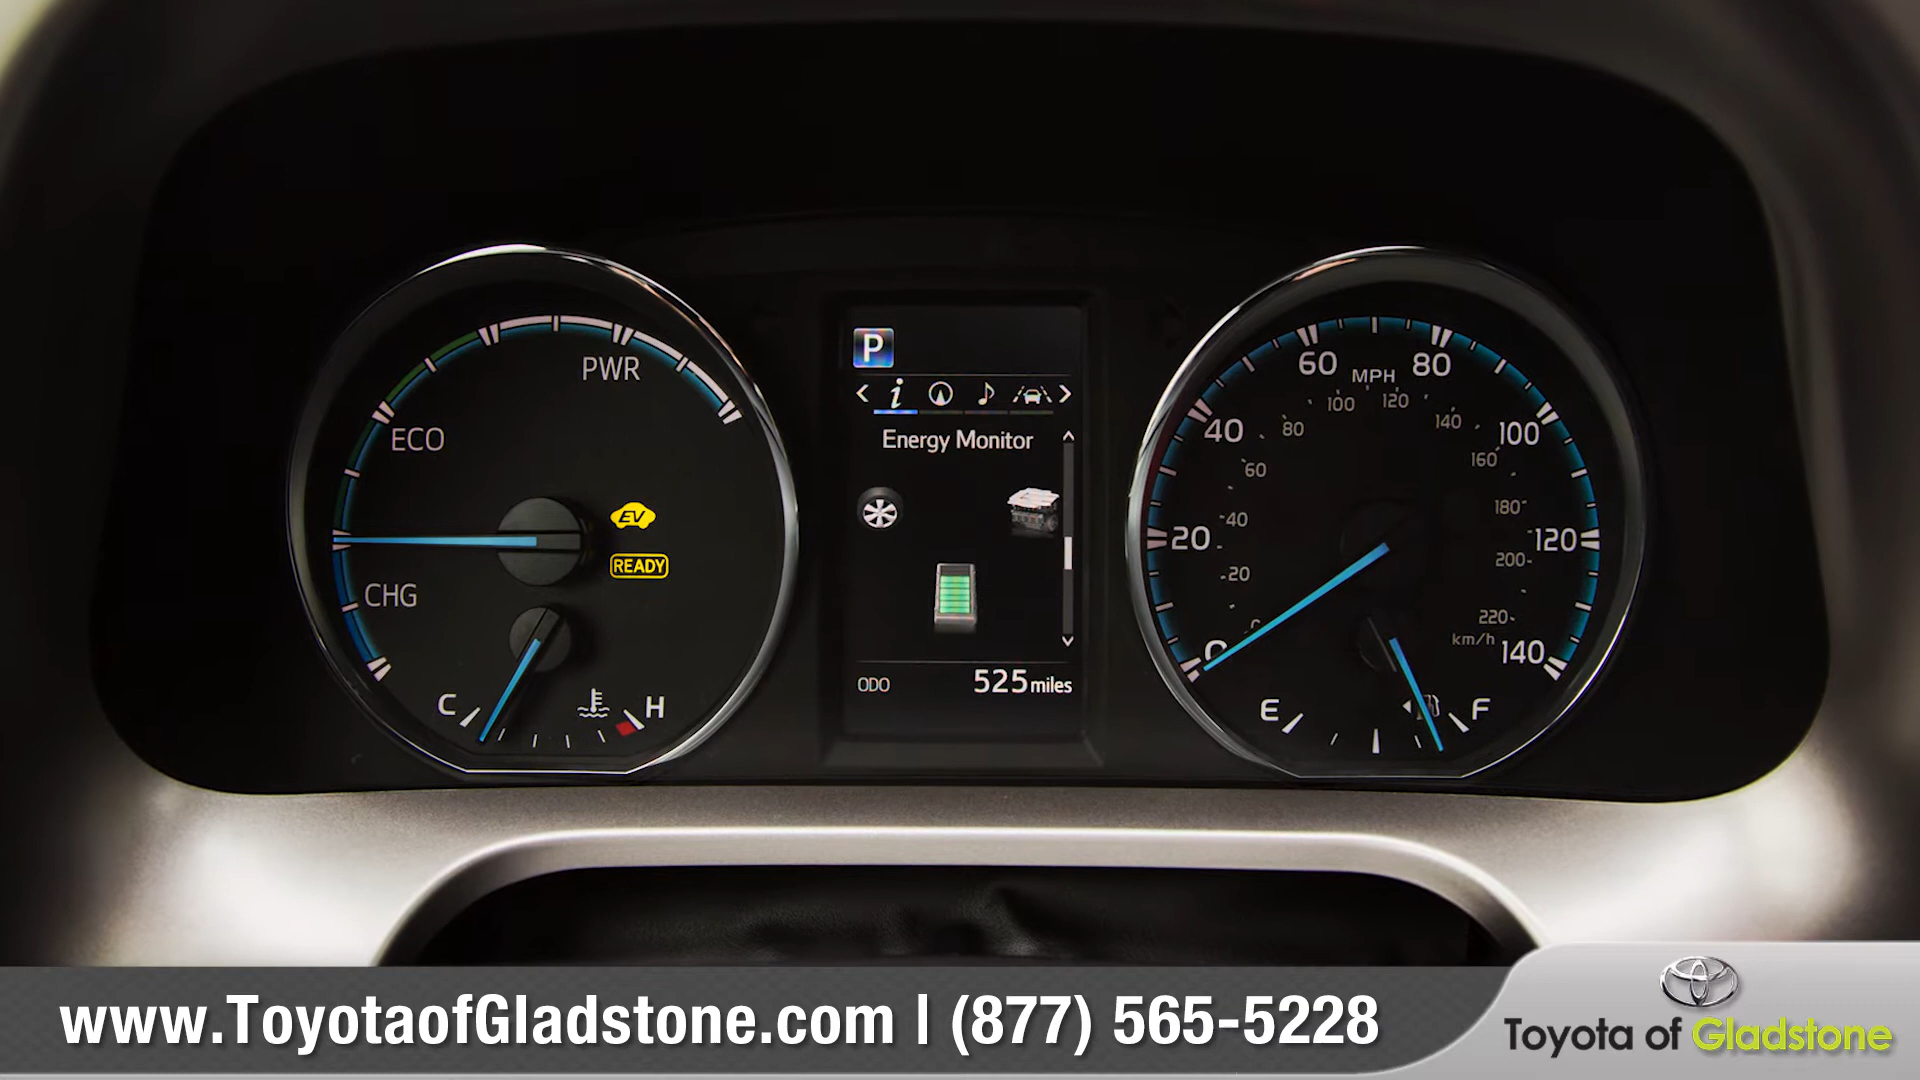 PWR
ECO
CHG
EV
READY
C
H
P
i
Energy Monitor
ODO 525 miles
MPH
0
20
40
60
80
100
120
140
0
20
40
60
80
100
120
140
160
180
200
220
km/h
E
F
www.ToyotaofGladstone.com | (877) 565-5228
Toyota of Gladstone